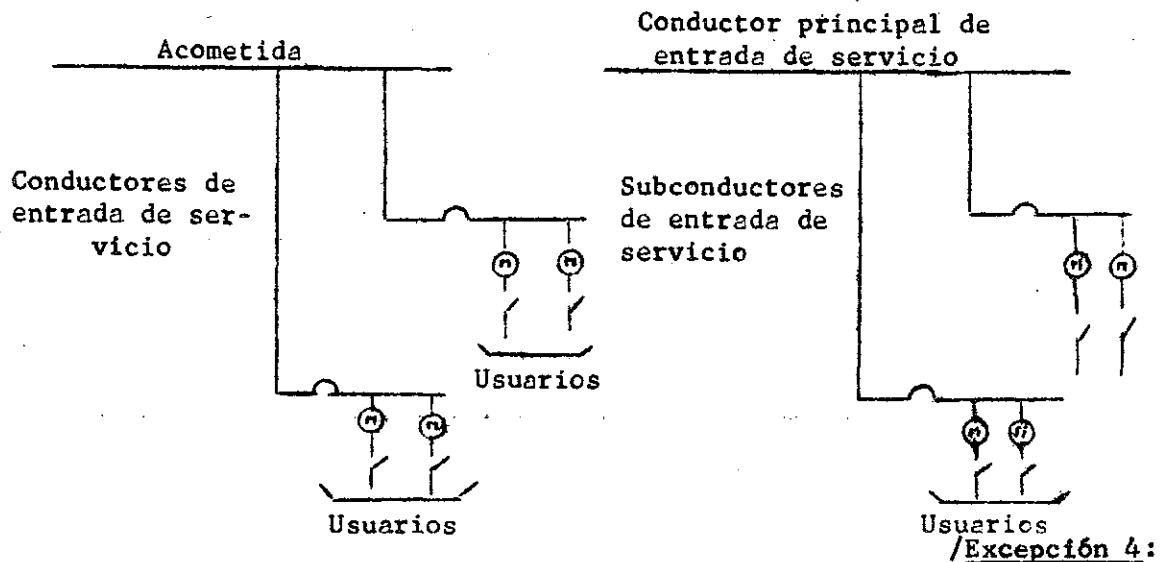 Acometida
Conductor principal de
entrada de servicio
Conductores de
entrada de ser-
vicio
Subconductores
de entrada de
servicio
m
m
m
m
Usuarios
Usuarios
m
Usuarios
/Excepción 4: